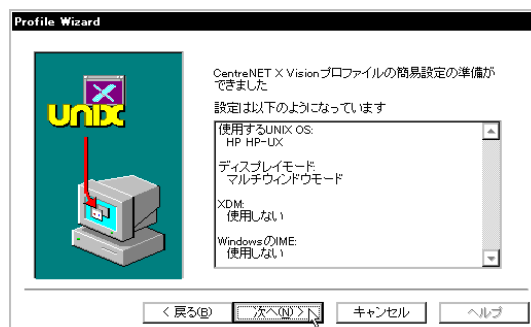 Profile Wizard
UNIX
CentreNET X Visionプロファイルの簡易設定の準備が
できました
設定は以下のようになっています
使用するUNIX OS:
HP HP-UX
ディスプレイモード:
マルチウィンドウモード
XDM:
使用しない
WindowsのIME:
使用しない
< 戻る(B)
次へ(N) >
キャンセル
ヘルプ